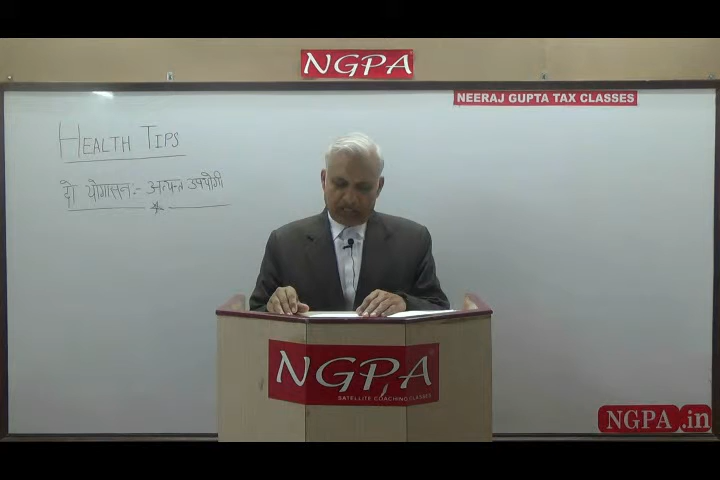 NGPA
NEERAJ GUPTA TAX CLASSES
HEALTH TIPS
दो योगासन :- अत्यन्त उपयोगी
NGPA
SATELLITE COACHING CLASSES
NGPA.in